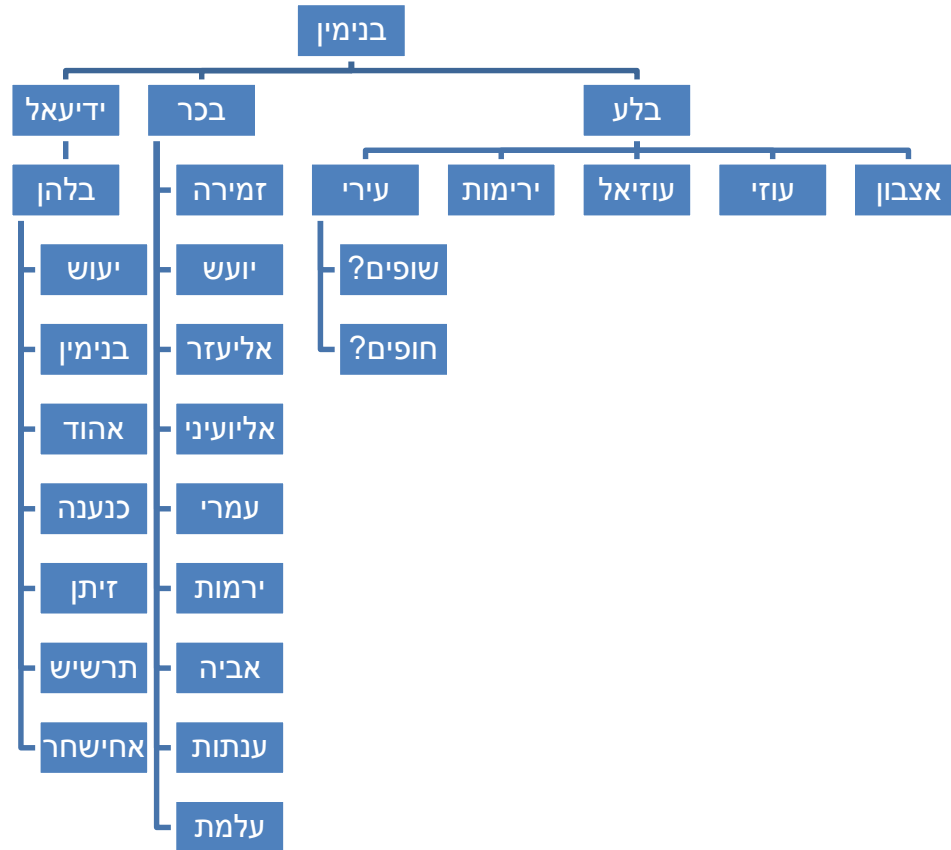 בנימין
בלע
בכר
ידיעאל
אצבון
עוזי
עוזיאל
ירימות
עירי
זמירה
בלהן
שופים?
יועש
יעוש
חופים?
אליעזר
בנימין
אליועיני
אהוד
עמרי
כנענה
ירמות
זיתן
אביה
תרשיש
ענתות
אחישחר
עלמת